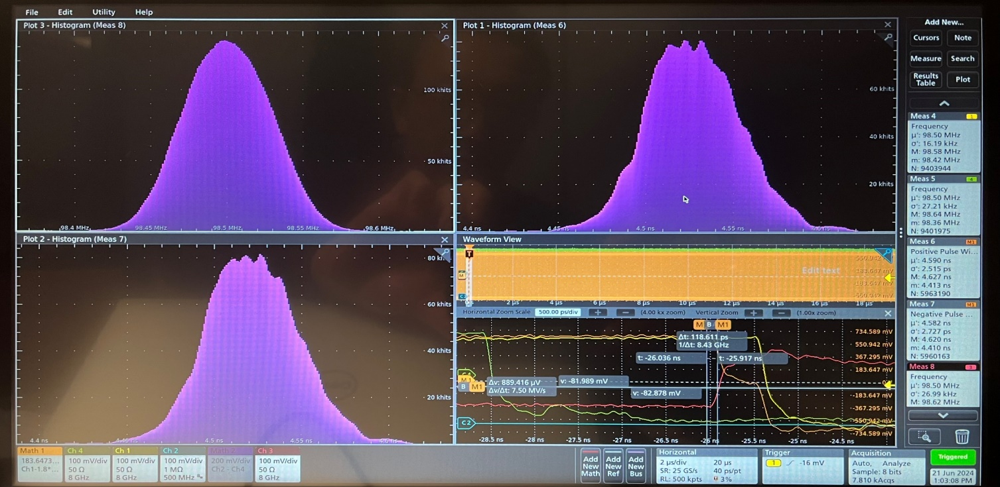 File Edit Utility Help
Plot 3 - Histogram (Meas 8)
100 khits
50 khits
98.4 MHz
98.45 MHz
98.5 MHz
98.55 MHz
98.6 MHz
Plot 1 - Histogram (Meas 6)
60 khits
40 khits
20 khits
4.4 ns
4.45 ns
4.5 ns
4.55 ns
4.6 ns
Plot 2 - Histogram (Meas 7)
80 kh...
60 khits
40 khits
20 khits
4.4 ns
4.45 ns
4.5 ns
4.55 ns
4.6 ns
Waveform View
T
M
C
-550.942
183.647 mV
-183.647 mV
-550.942 mV
Edit text
0 s
2 µs
4 µs
6 µs
8 µs
10 µs
12 µs
14 µs
16 µs
18 µs
Horizontal Zoom Scale 500.00 ps/div + − (4.00 kx zoom) Vertical Zoom + − (1.00x zoom)
M B M1
Δt: 118.611 ps
1/Δt: 8.43 GHz
t: -26.036 ns
t: -25.917 ns
Δv: 889.416 µV
Δv/Δt: 7.50 MV/s
v: -81.989 mV
v: -82.878 mV
C4
M1
B M1
C2
734.589 mV
550.942 mV
367.295 mV
183.647 mV
-183.647 mV
-367.295 mV
-550.942 mV
-734.589 mV
-28.5 ns
-28 ns
-27.5 ns
-27 ns
-26.5 ns
-26 ns
-25.5 ns
-25 ns
-24.5 ns
Add New...
Cursors
Note
Measure
Search
Results
Table
Plot
Meas 4 1
Frequency
µ': 98.50 MHz
σ': 16.19 kHz
M: 98.58 MHz
m: 98.42 MHz
N: 9403944
Meas 5 4
Frequency
µ': 98.50 MHz
σ': 27.21 kHz
M: 98.64 MHz
m: 98.36 MHz
N: 9401975
Meas 6 M1
Positive Pulse Wi...
µ': 4.590 ns
σ': 2.515 ps
M: 4.627 ns
m: 4.413 ns
N: 5963190
Meas 7 M1
Negative Pulse ...
µ': 4.582 ns
σ': 2.727 ps
M: 4.620 ns
m: 4.410 ns
N: 5960163
Meas 8 3
Frequency
µ': 98.50 MHz
σ': 26.99 kHz
M: 98.62 MHz
Math 1
183.6473...
Ch1-1.8*...
Ch 4
100 mV/div
50 Ω
8 GHz
Ch 1
100 mV/div
50 Ω
8 GHz
Ch 2
100 mV/div
1 MΩ
500 MHz
Math 2
200 mV/div
Ch2 - Ch4
Ch 3
100 mV/div
50 Ω
8 GHz
Add
New
Math
Add
New
Ref
Add
New
Bus
Horizontal
2 µs/div 20 µs
SR: 25 GS/s 40 ps/pt
RL: 500 kpts T 3%
Trigger
1 -16 mV
Acquisition
Auto, Analyze
Sample: 8 bits
7.810 kAcqs
Triggered
21 Jun 2024
1:03:08 PM